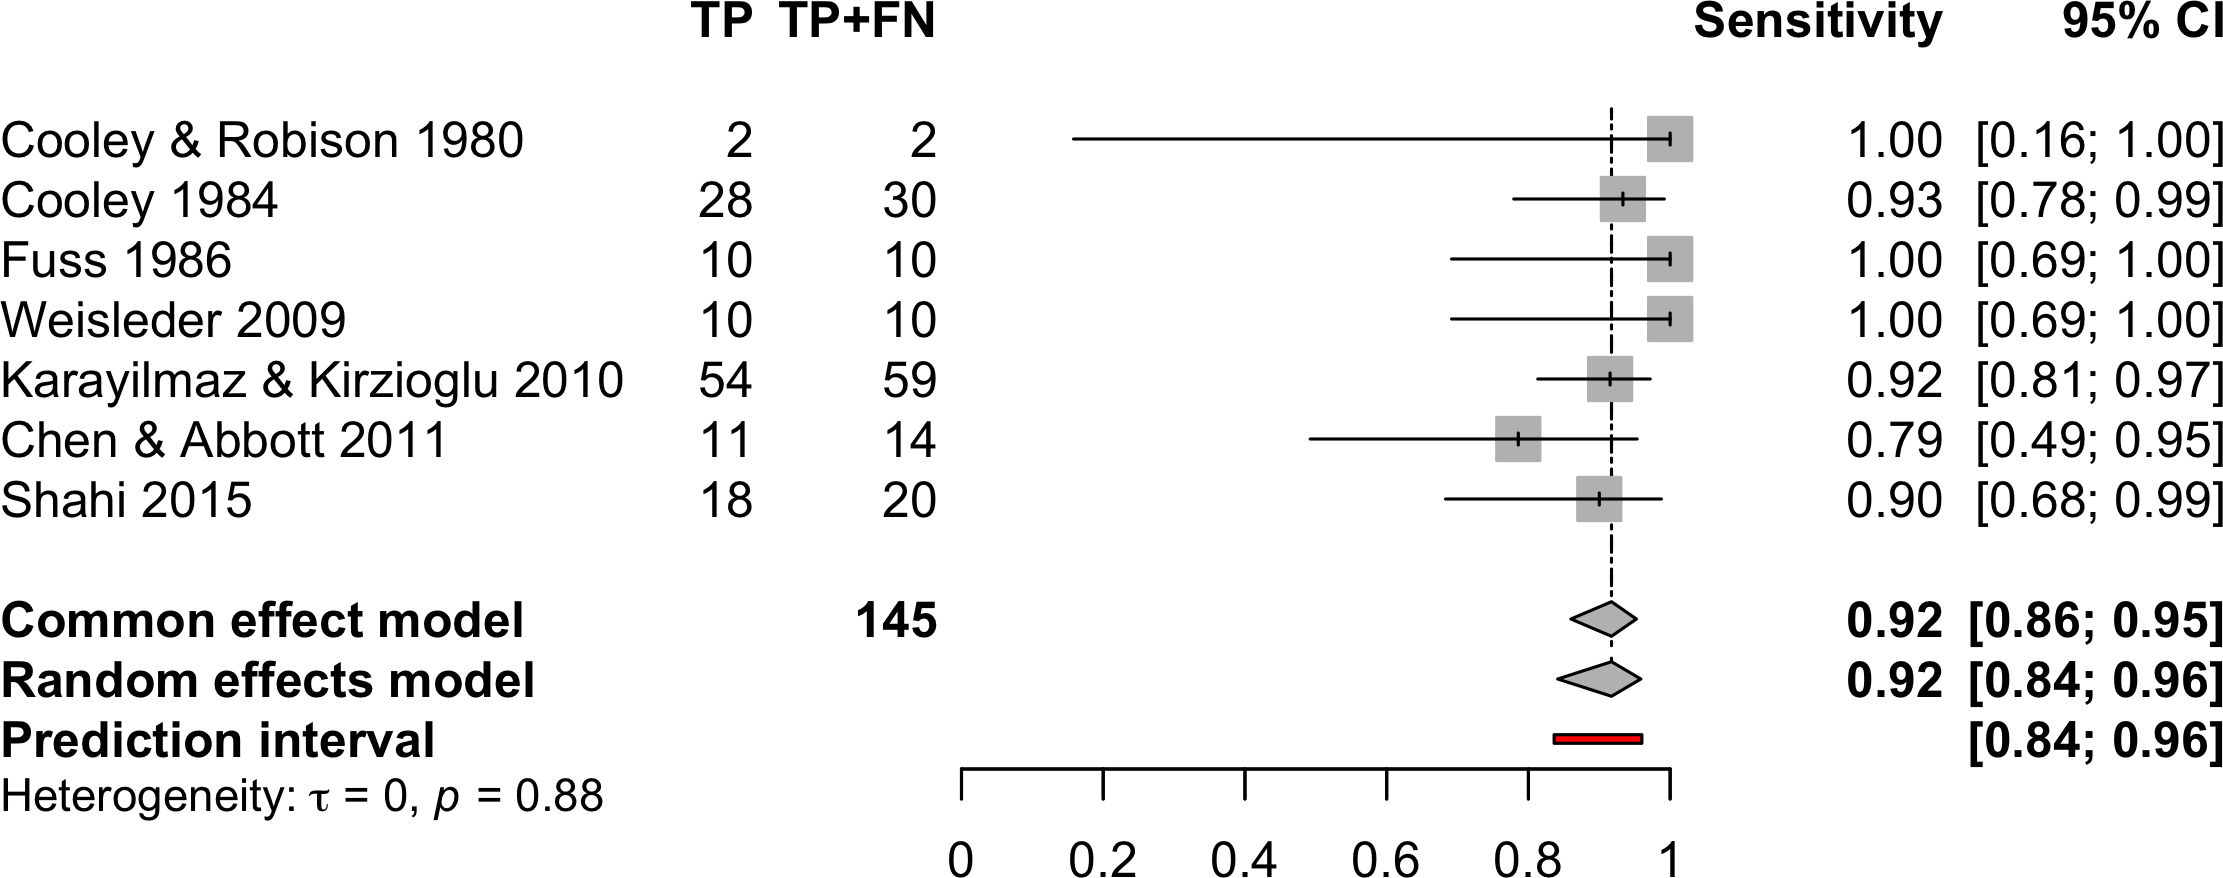 TP TP+FN Sensitivity 95% CI
Cooley & Robison 1980 2 2 1.00 [0.16; 1.00]
Cooley 1984 28 30 0.93 [0.78; 0.99]
Fuss 1986 10 10 1.00 [0.69; 1.00]
Weisleder 2009 10 10 1.00 [0.69; 1.00]
Karayilmaz & Kirzioglu 2010 54 59 0.92 [0.81; 0.97]
Chen & Abbott 2011 11 14 0.79 [0.49; 0.95]
Shahi 2015 18 20 0.90 [0.68; 0.99]
Common effect model 145 0.92 [0.86; 0.95]
Random effects model 0.92 [0.84; 0.96]
Prediction interval [0.84; 0.96]
Heterogeneity: τ = 0, p = 0.88
0 0.2 0.4 0.6 0.8 1